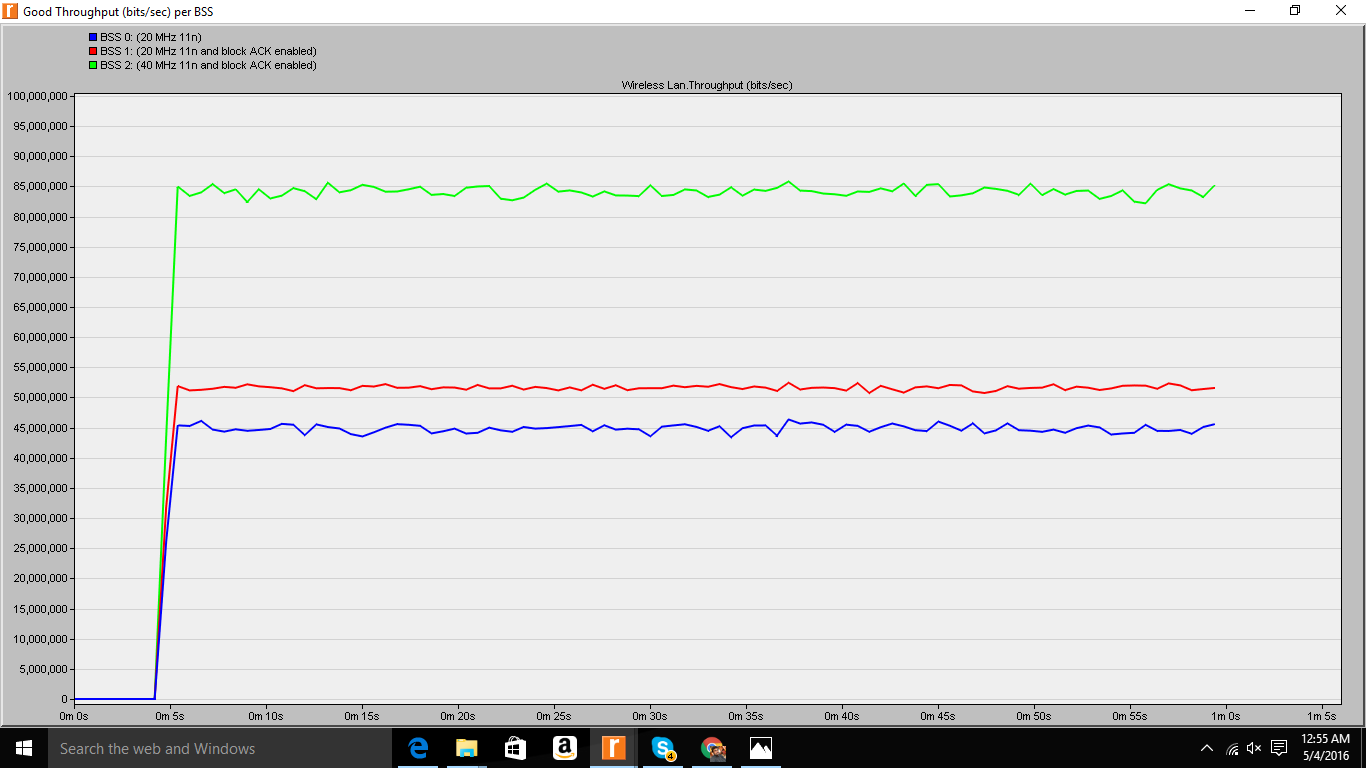 Good Throughput (bits/sec) per BSS
BSS 0: (20 MHz 11n)
BSS 1: (20 MHz 11n and block ACK enabled)
BSS 2: (40 MHz 11n and block ACK enabled)
Wireless Lan.Throughput (bits/sec)
100,000,000
95,000,000
90,000,000
85,000,000
80,000,000
75,000,000
70,000,000
65,000,000
60,000,000
55,000,000
50,000,000
45,000,000
40,000,000
35,000,000
30,000,000
25,000,000
20,000,000
15,000,000
10,000,000
5,000,000
0
0m 0s 0m 5s 0m 10s 0m 15s 0m 20s 0m 25s 0m 30s 0m 35s 0m 40s 0m 45s 0m 50s 0m 55s 1m 0s 1m 5s
Search the web and Windows
4
12:55 AM
5/4/2016